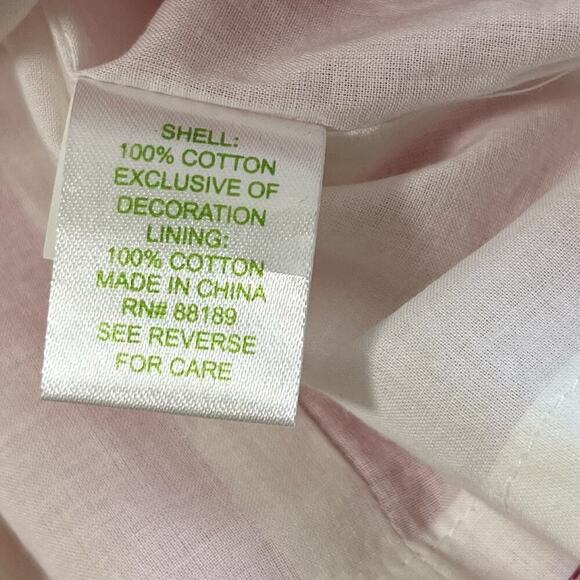 SHELL:
100% COTTON
EXCLUSIVE OF
DECORATION
LINING:
100% COTTON
MADE IN CHINA
RN# 88189
SEE REVERSE
FOR CARE